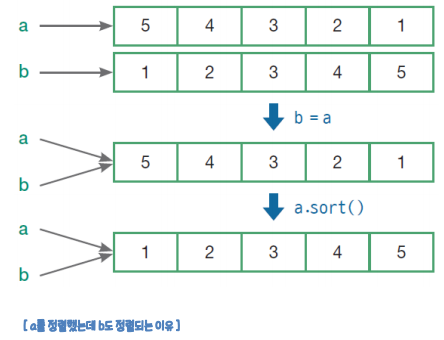 a 5 4 3 2 1
b 1 2 3 4 5
b = a
a
b 5 4 3 2 1
a.sort()
a
b 1 2 3 4 5
[ a를 정렬했는데 b도 정렬되는 이유 ]